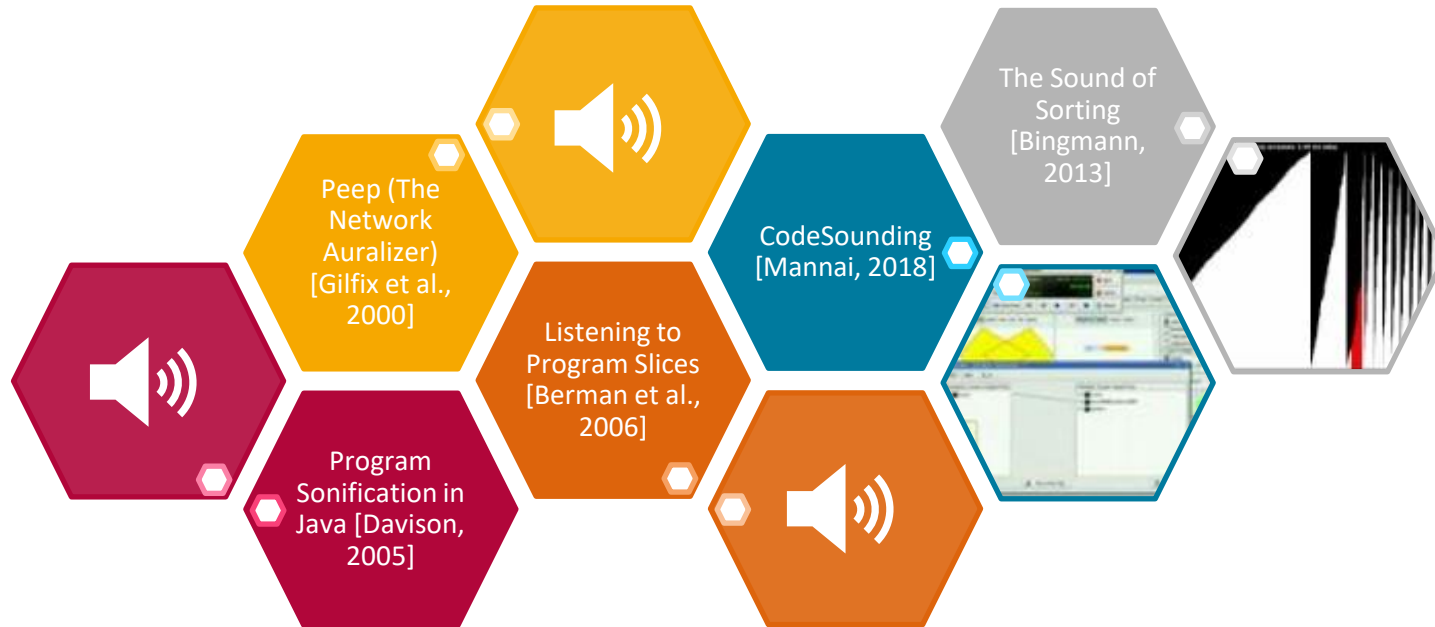 Peep (The
Network
Auralizer)
[Gilfix et al.,
2000]
Program
Sonification in
Java [Davison,
2005]
Listening to
Program Slices
[Berman et al.,
2006]
CodeSounding
[Mannai, 2018]
The Sound of
Sorting
[Bingmann,
2013]